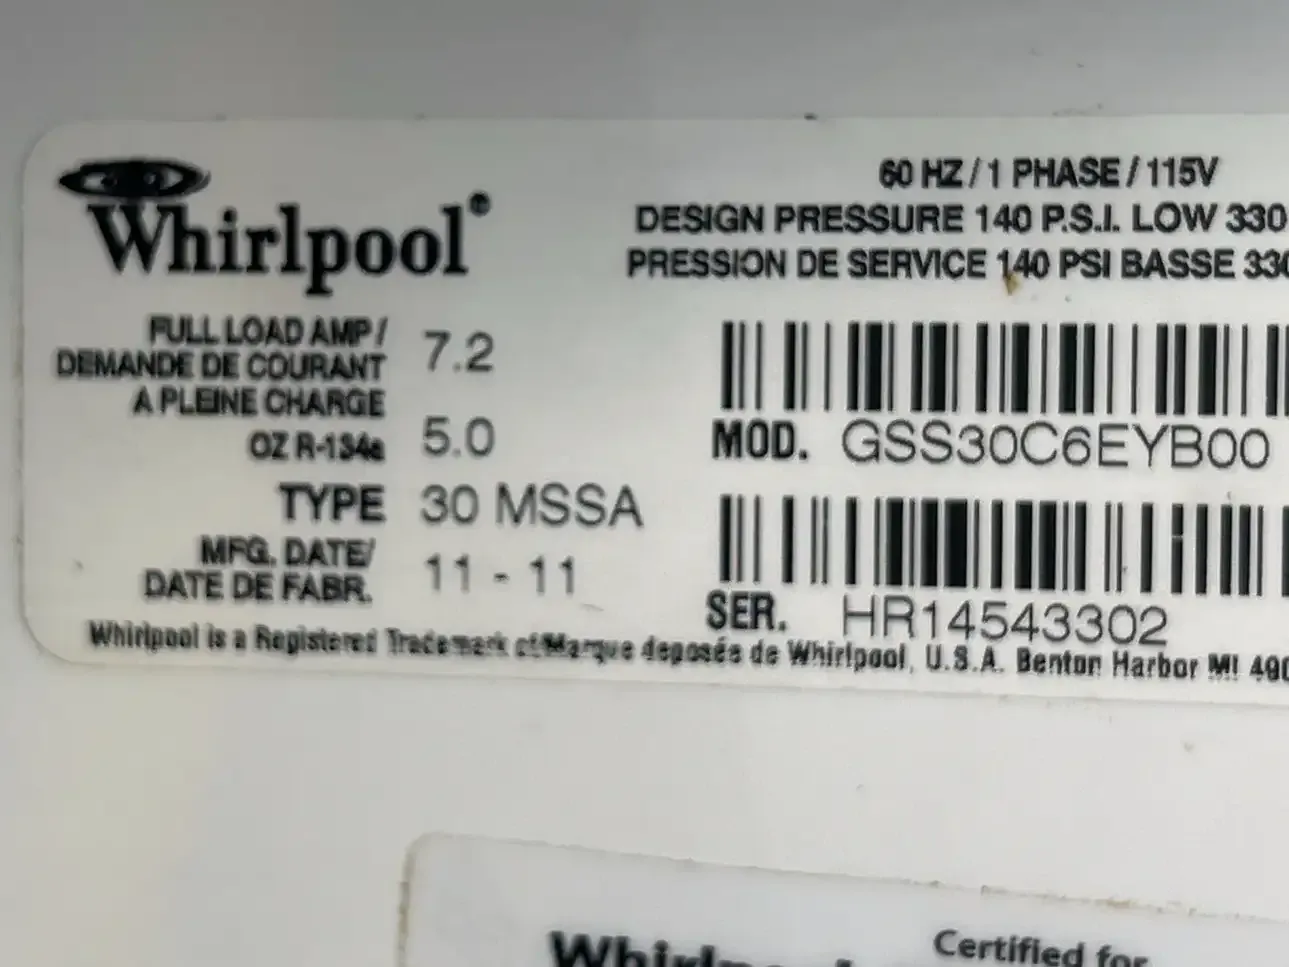 Whirlpool®
60 HZ / 1 PHASE / 115V
DESIGN PRESSURE 140 P.S.I. LOW 330
PRESSION DE SERVICE 140 PSI BASSE 330
FULL LOAD AMP/ 7.2
DEMANDE DE COURANT
A PLEINE CHARGE
OZ R-134a 5.0
TYPE 30 MSSA
MFG. DATE/ 11 - 11
DATE DE FABR.
MOD. GSS30C6EYB00
SER. HR14543302
Whirlpool is a Registered Trademark of/Marque deposée de Whirlpool, U.S.A. Benton Harbor MI 490
Whirlpool
Certified for